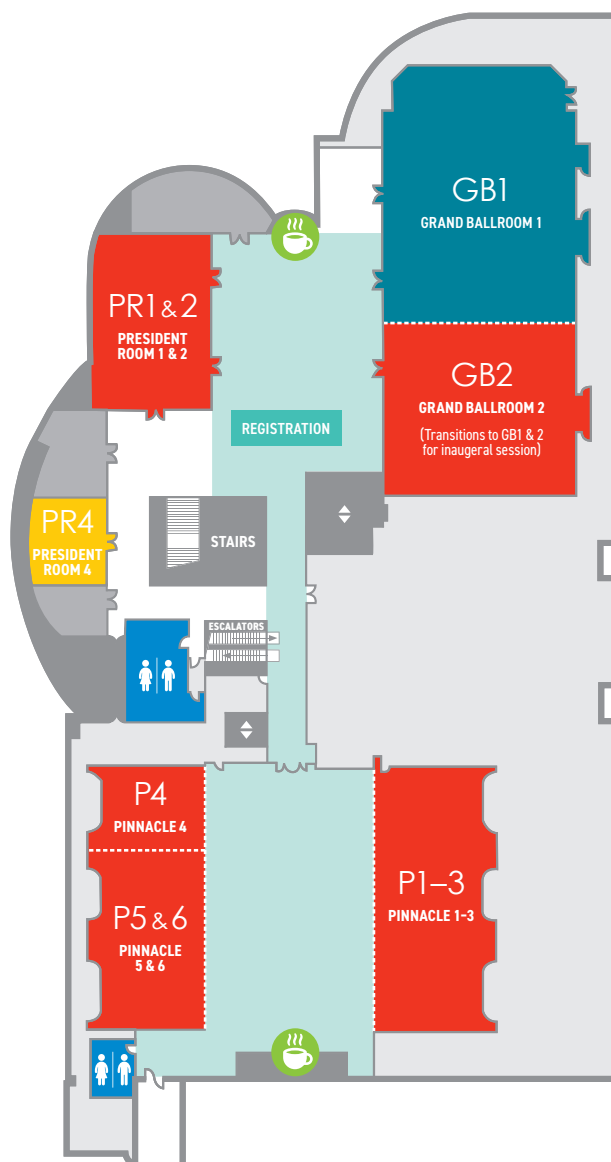 GB1
GRAND BALLROOM 1
PR1 & 2
PRESIDENT
ROOM 1 & 2
GB2
GRAND BALLROOM 2
(Transitions to GB1 & 2
for inaugeral session)
REGISTRATION
PR4
PRESIDENT
ROOM 4
STAIRS
ESCALATORS
P4
PINNACLE 4
P5 & 6
PINNACLE
5 & 6
P1–3
PINNACLE 1-3